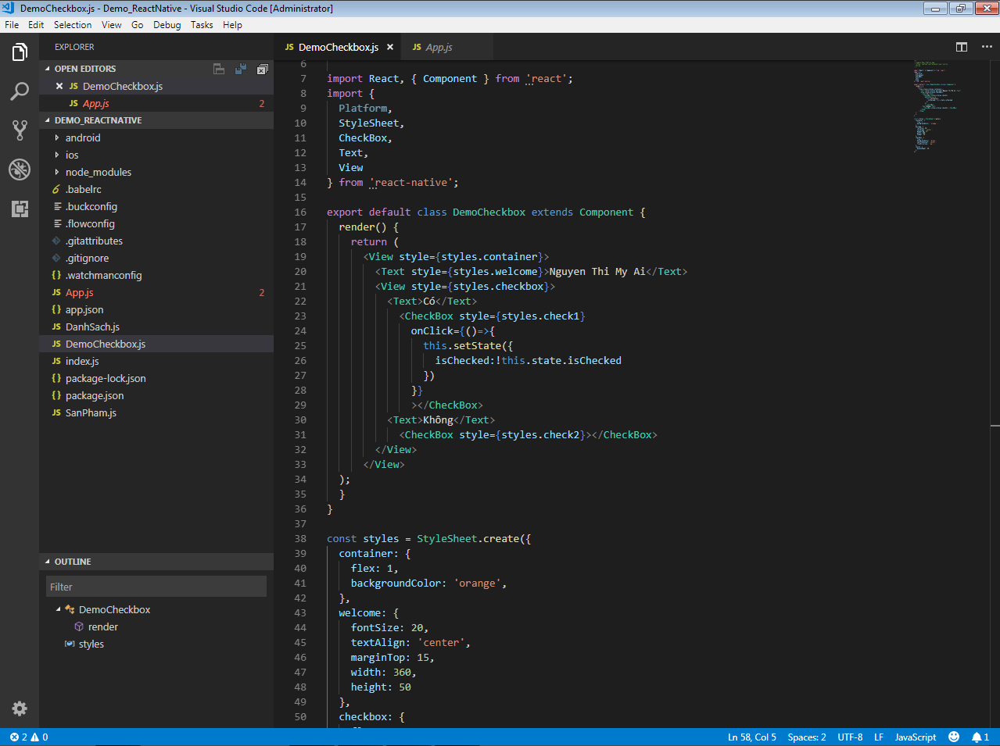 DemoCheckbox.js - Demo_ReactNative - Visual Studio Code [Administrator]
File Edit Selection View Go Debug Tasks Help
EXPLORER
OPEN EDITORS
DemoCheckbox.js
App.js 2
DEMO_REACTNATIVE
android
ios
node_modules
.babelrc
.buckconfig
.flowconfig
.gitattributes
.gitignore
.watchmanconfig
App.js 2
app.json
DanhSach.js
DemoCheckbox.js
index.js
package-lock.json
package.json
SanPham.js
OUTLINE
Filter
DemoCheckbox
render
styles
JS DemoCheckbox.js × JS App.js
6
7 import React, { Component } from 'react';
8 import {
9 Platform,
10 StyleSheet,
11 CheckBox,
12 Text,
13 View
14 } from 'react-native';
15
16 export default class DemoCheckbox extends Component {
17 render() {
18 return (
19 <View style={styles.container}>
20 <Text style={styles.welcome}>Nguyen Thi My Ai</Text>
21 <View style={styles.checkbox}>
22 <Text>Có</Text>
23 <CheckBox style={styles.check1}
24 onClick={()=>{
25 this.setState({
26 isChecked:!this.state.isChecked
27 })
28 }}
29 ></CheckBox>
30 <Text>Không</Text>
31 <CheckBox style={styles.check2}></CheckBox>
32 </View>
33 </View>
34 );
35 }
36 }
37
38 const styles = StyleSheet.create({
39 container: {
40 flex: 1,
41 backgroundColor: 'orange',
42 },
43 welcome: {
44 fontSize: 20,
45 textAlign: 'center',
46 marginTop: 15,
47 width: 360,
48 height: 50
49 },
50 checkbox: {
2 0 Ln 58, Col 5 Spaces: 2 UTF-8 LF JavaScript 1